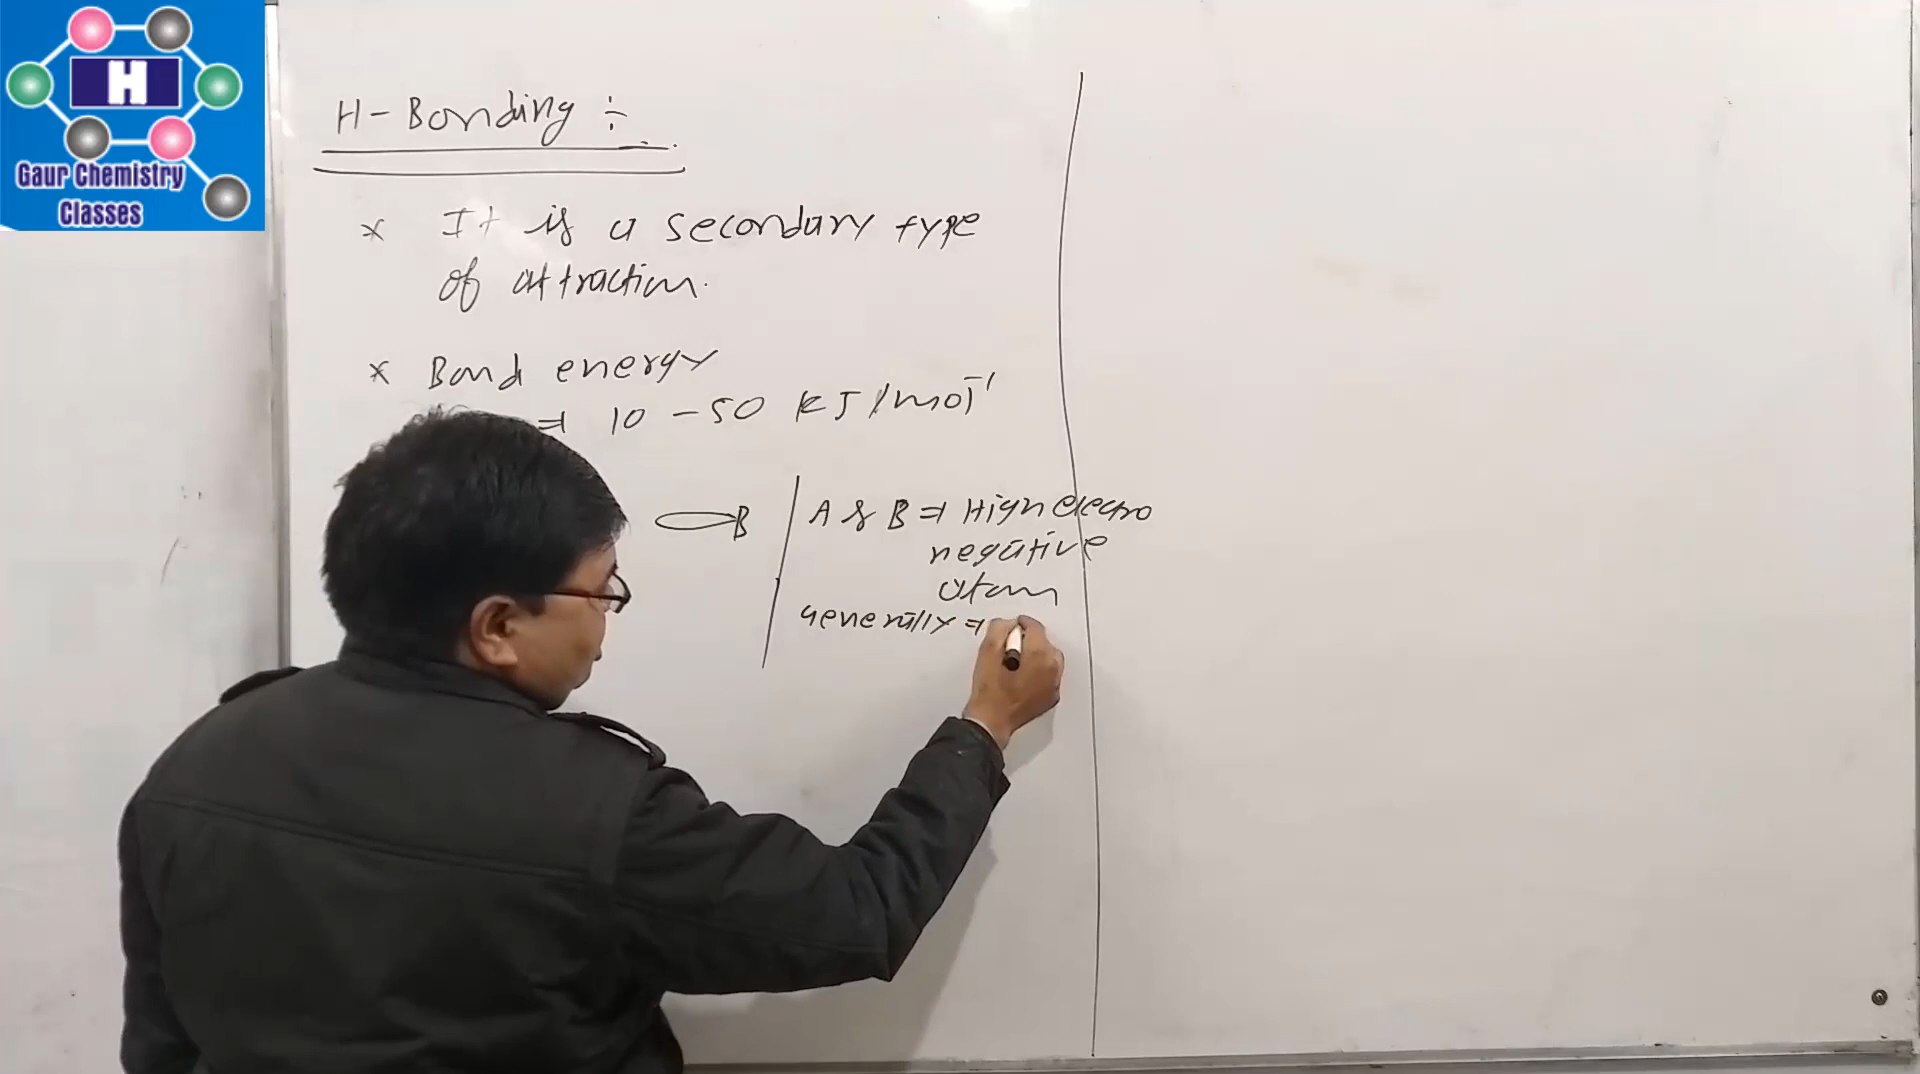 H
Gaur Chemistry
Classes
H-Bonding ÷
* It is a secondary type
of attraction.
* Bond energy
⇒ 10-50 kJ/mol⁻¹
B
A & B ⇒ High electro
negative
atom
Generally ⇒